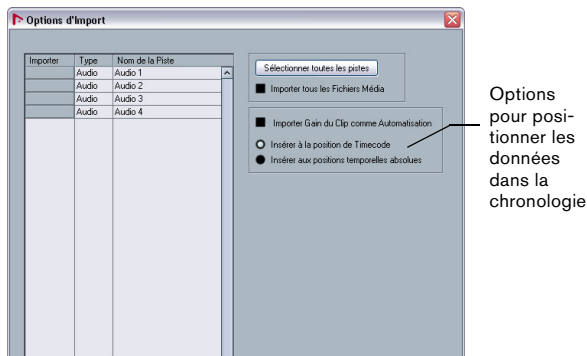 Options d'Import
Importer Type Nom de la Piste
Audio Audio 1
Audio Audio 2
Audio Audio 3
Audio Audio 4
Sélectionner toutes les pistes
Importer tous les Fichiers Média
Importer Gain du Clip comme Automatisation
Insérer à la position de Timecode
Insérer aux positions temporelles absolues
Options
pour posi-
tionner les
données
dans la
chronologie